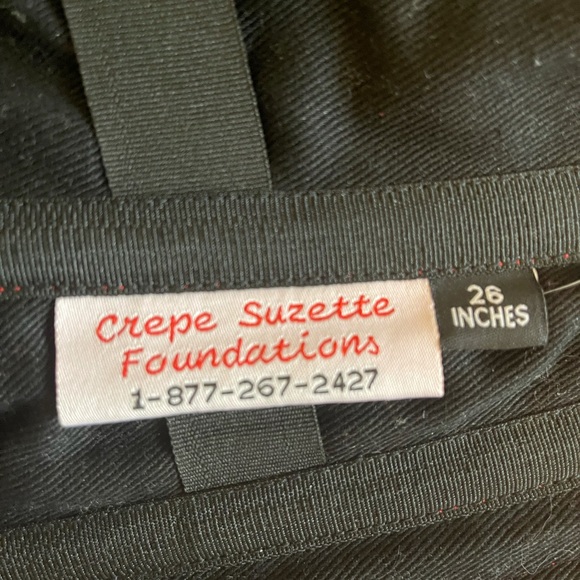 Crepe Suzette
Foundations
1-877-267-2427
26
INCHES